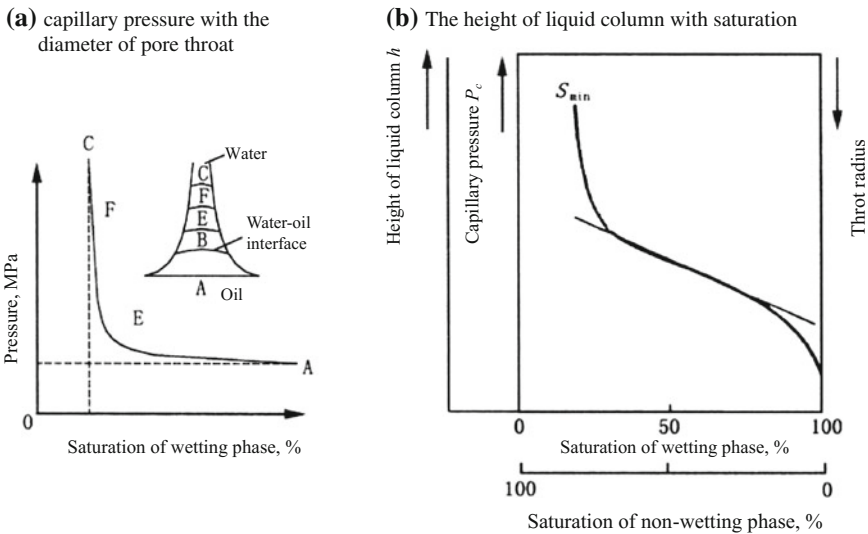 (a) capillary pressure with the
diameter of pore throat
C
F
E
A
Pressure, MPa
0
Saturation of wetting phase, %
Water
C
F
E
B
Water-oil
interface
A
Oil
(b) The height of liquid column with saturation
Height of liquid column h
Capillary pressure Pc
Smin
Throt radius
0 50 100
Saturation of wetting phase, %
100 0
Saturation of non-wetting phase, %